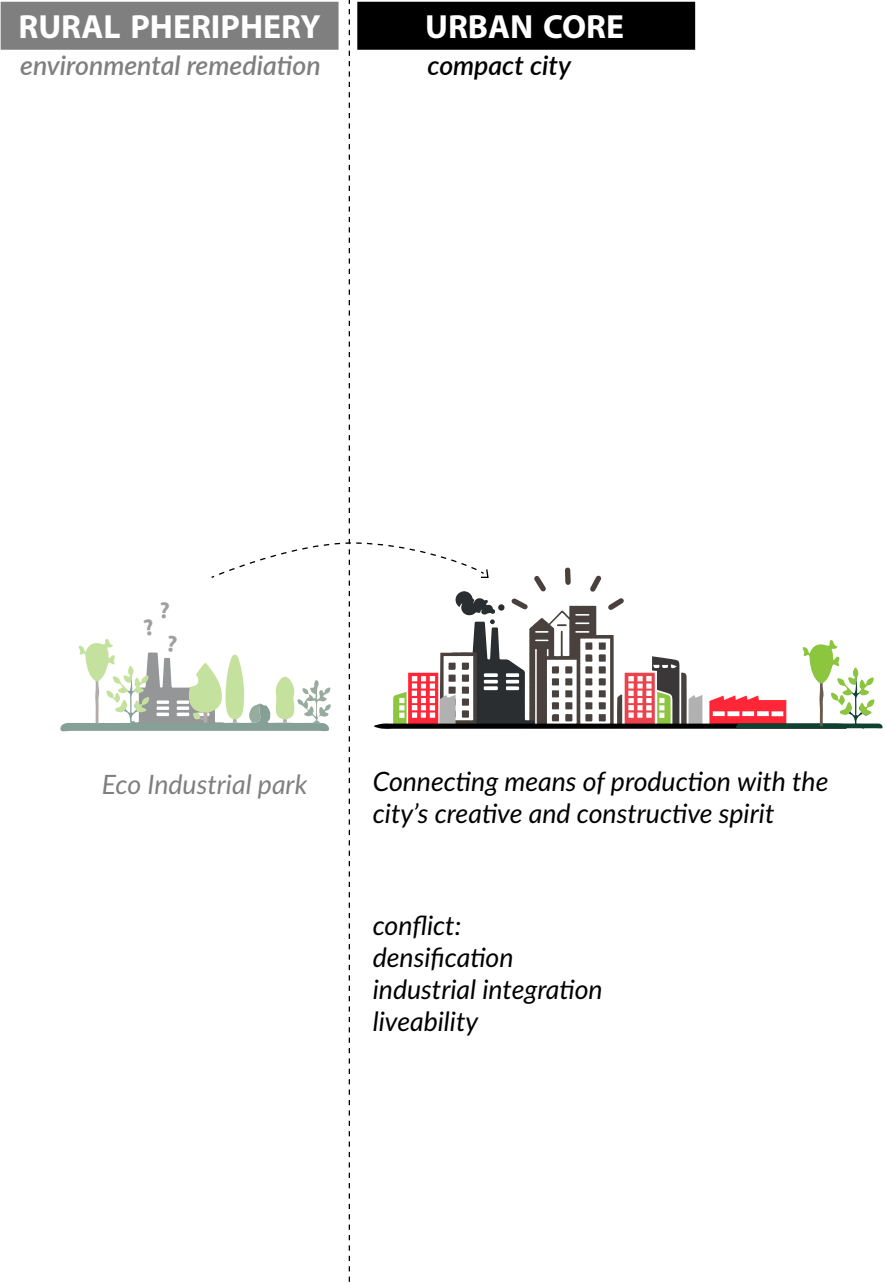 RURAL PHERIPHERY
environmental remediation
URBAN CORE
compact city
? 
?
?
Eco Industrial park
Connecting means of production with the
city’s creative and constructive spirit
conflict:
densification
industrial integration
liveability